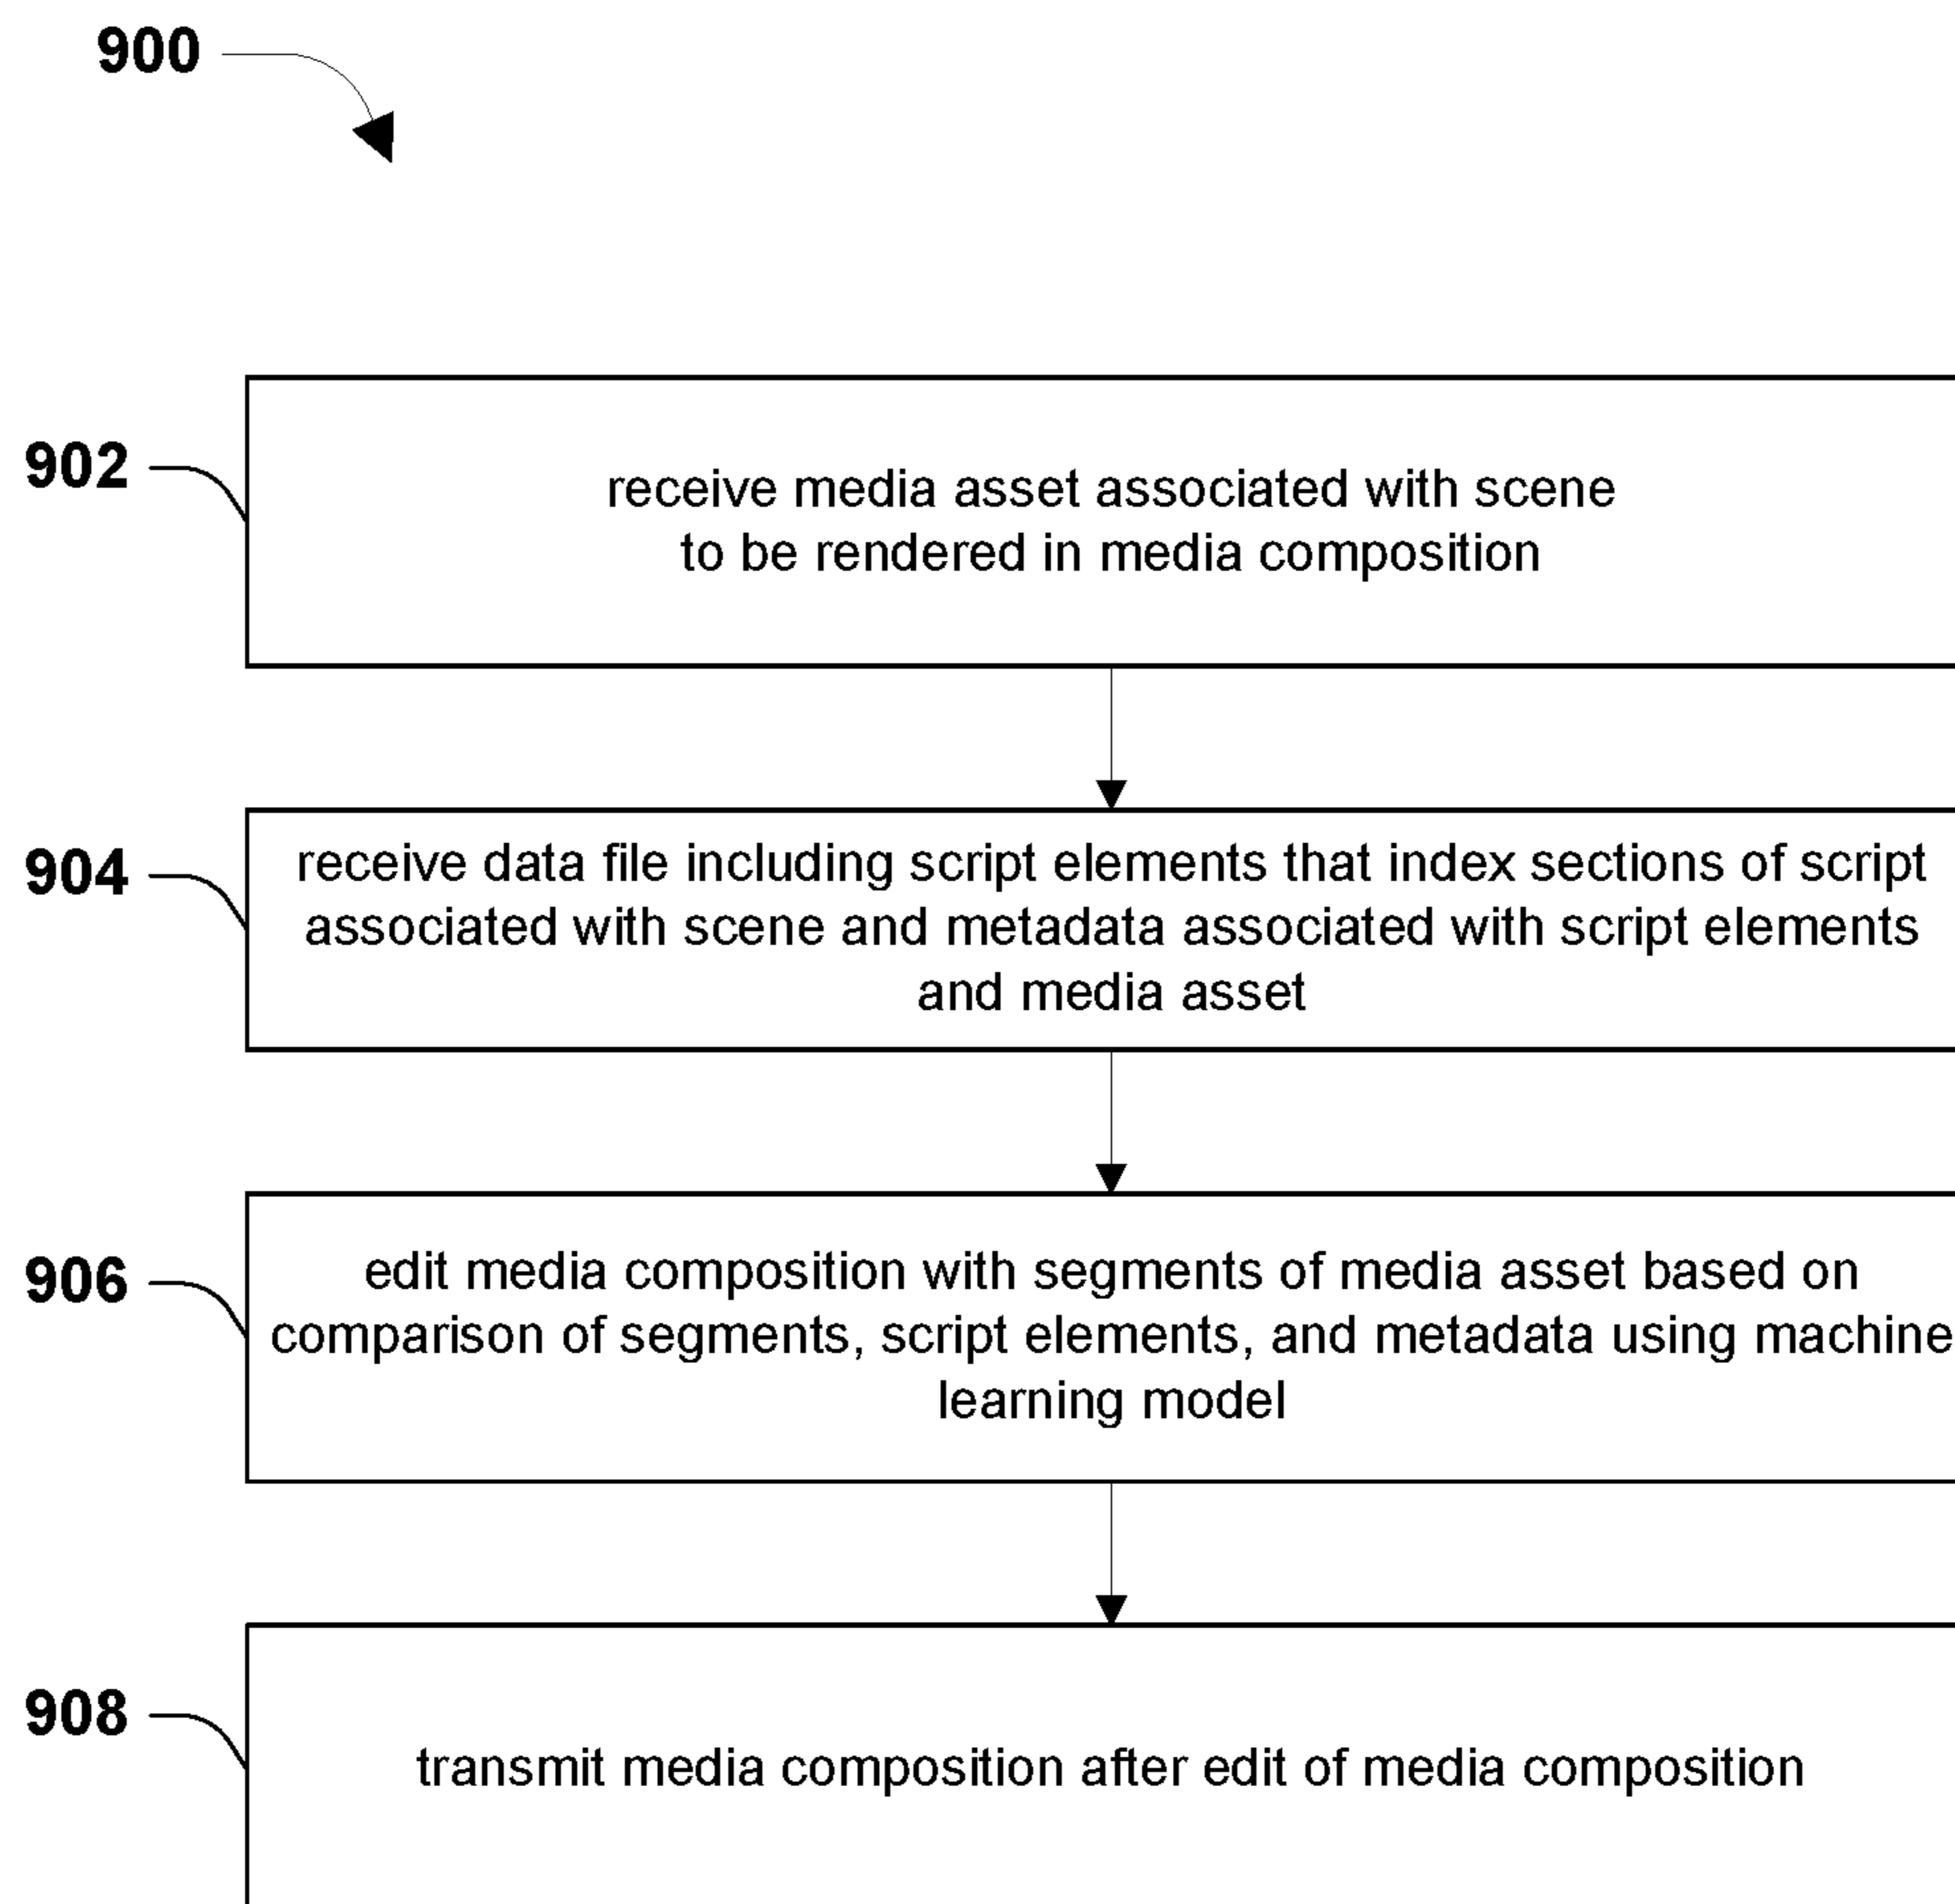 900
902
receive media asset associated with scene
to be rendered in media composition
904
receive data file including script elements that index sections of script
associated with scene and metadata associated with script elements
and media asset
906
edit media composition with segments of media asset based on
comparison of segments, script elements, and metadata using machine
learning model
908
transmit media composition after edit of media composition